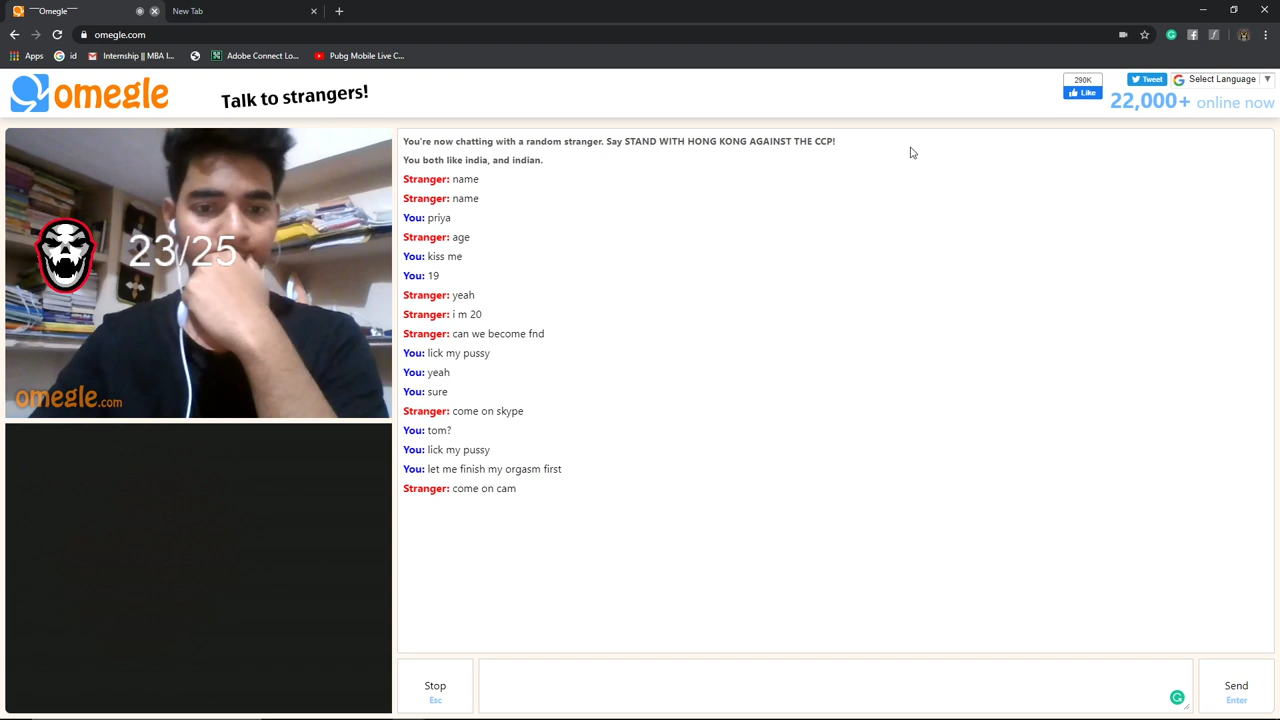 Omegle
New Tab
omegle.com
Apps
id
Internship || MBA I...
Adobe Connect Lo...
Pubg Mobile Live C...
omegle
Talk to strangers!
290K
Like
Tweet
Select Language
22,000+ online now
23/25
omegle.com
You're now chatting with a random stranger. Say STAND WITH HONG KONG AGAINST THE CCP!
You both like india, and indian.
Stranger: name
Stranger: name
You: priya
Stranger: age
You: kiss me
You: 19
Stranger: yeah
Stranger: i m 20
Stranger: can we become fnd
You: lick my pussy
You: yeah
You: sure
Stranger: come on skype
You: tom?
You: lick my pussy
You: let me finish my orgasm first
Stranger: come on cam
Stop
Esc
Send
Enter